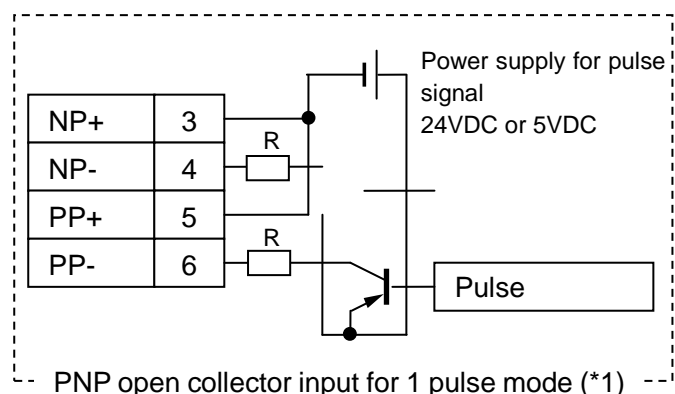 Power supply for pulse
signal
24VDC or 5VDC
NP+ 3
NP- 4
R
PP+ 5
PP- 6
R
Pulse
PNP open collector input for 1 pulse mode (*1)